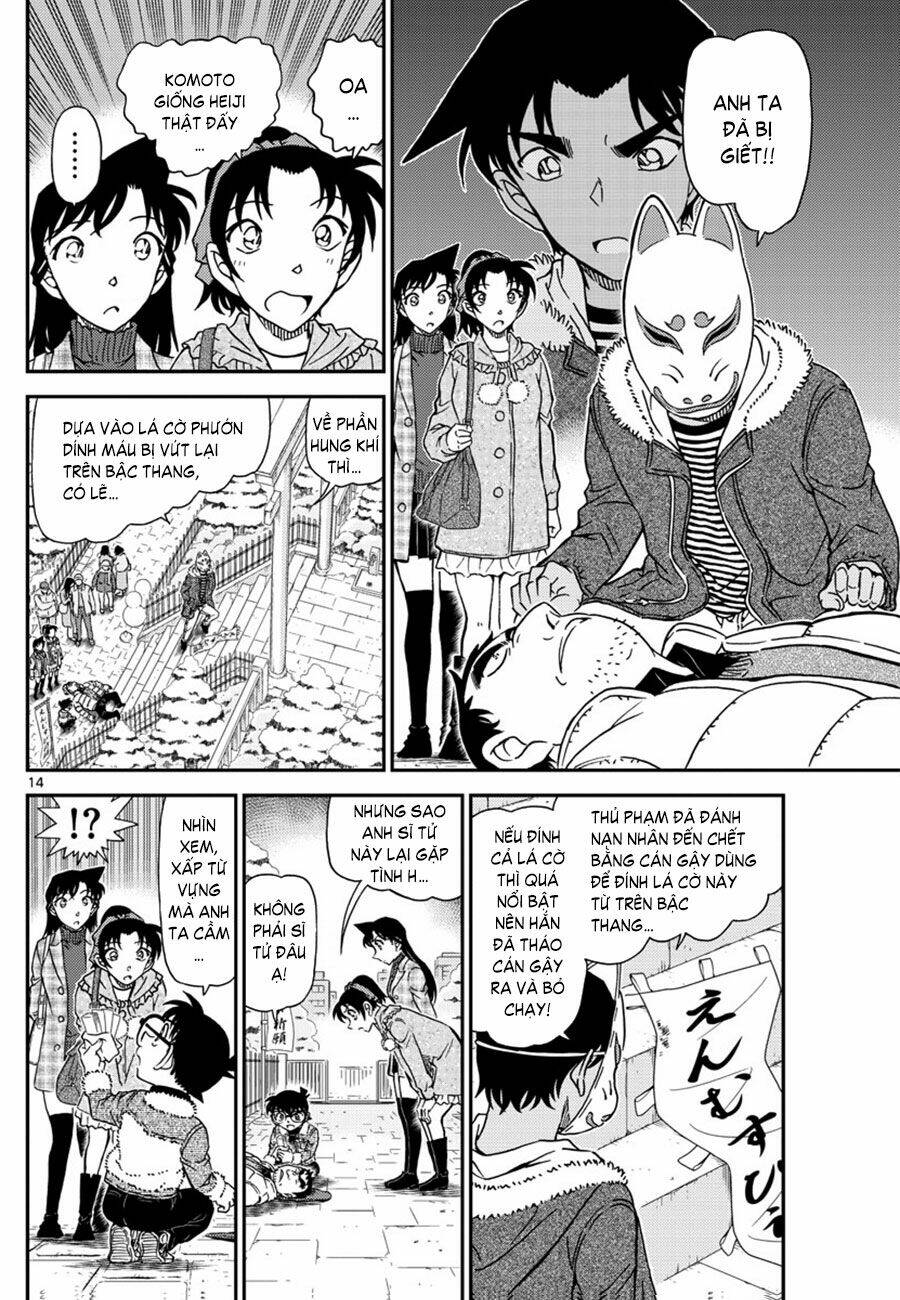 ANH TA
ĐÃ BỊ
GIẾT!!
OA
...
KOMOTO
GIỐNG HEIJI
THẬT ĐẤY
...
......
VỀ PHẦN
HUNG KHÍ
THÌ...
DỰA VÀO LÁ CỜ PHƯỚN
DÍNH MÁU BỊ VỨT LẠI
TRÊN BẬC THANG,
CÓ LẼ...
14
THỦ PHẠM ĐÃ ĐÁNH
NẠN NHÂN ĐẾN CHẾT
BẰNG CÁN GẬY DÙNG
ĐỂ ĐÍNH LÁ CỜ NÀY
TỪ TRÊN BẬC
THANG...
NẾU ĐÍNH
CẢ LÁ CỜ
THÌ QUÁ
NỔI BẬT
NÊN HẮN
ĐÃ THÁO
CÁN GẬY
RA VÀ BỎ
CHẠY!
えんむすび
NHƯNG SAO
ANH SĨ TỬ
NÀY LẠI GẶP
TÌNH H...
KHÔNG
PHẢI SĨ
TỬ ĐÂU
Ạ!
祈願
NHÌN
XEM,
XẤP TỪ
VỰNG
MÀ ANH
TA CẦM
...
!?